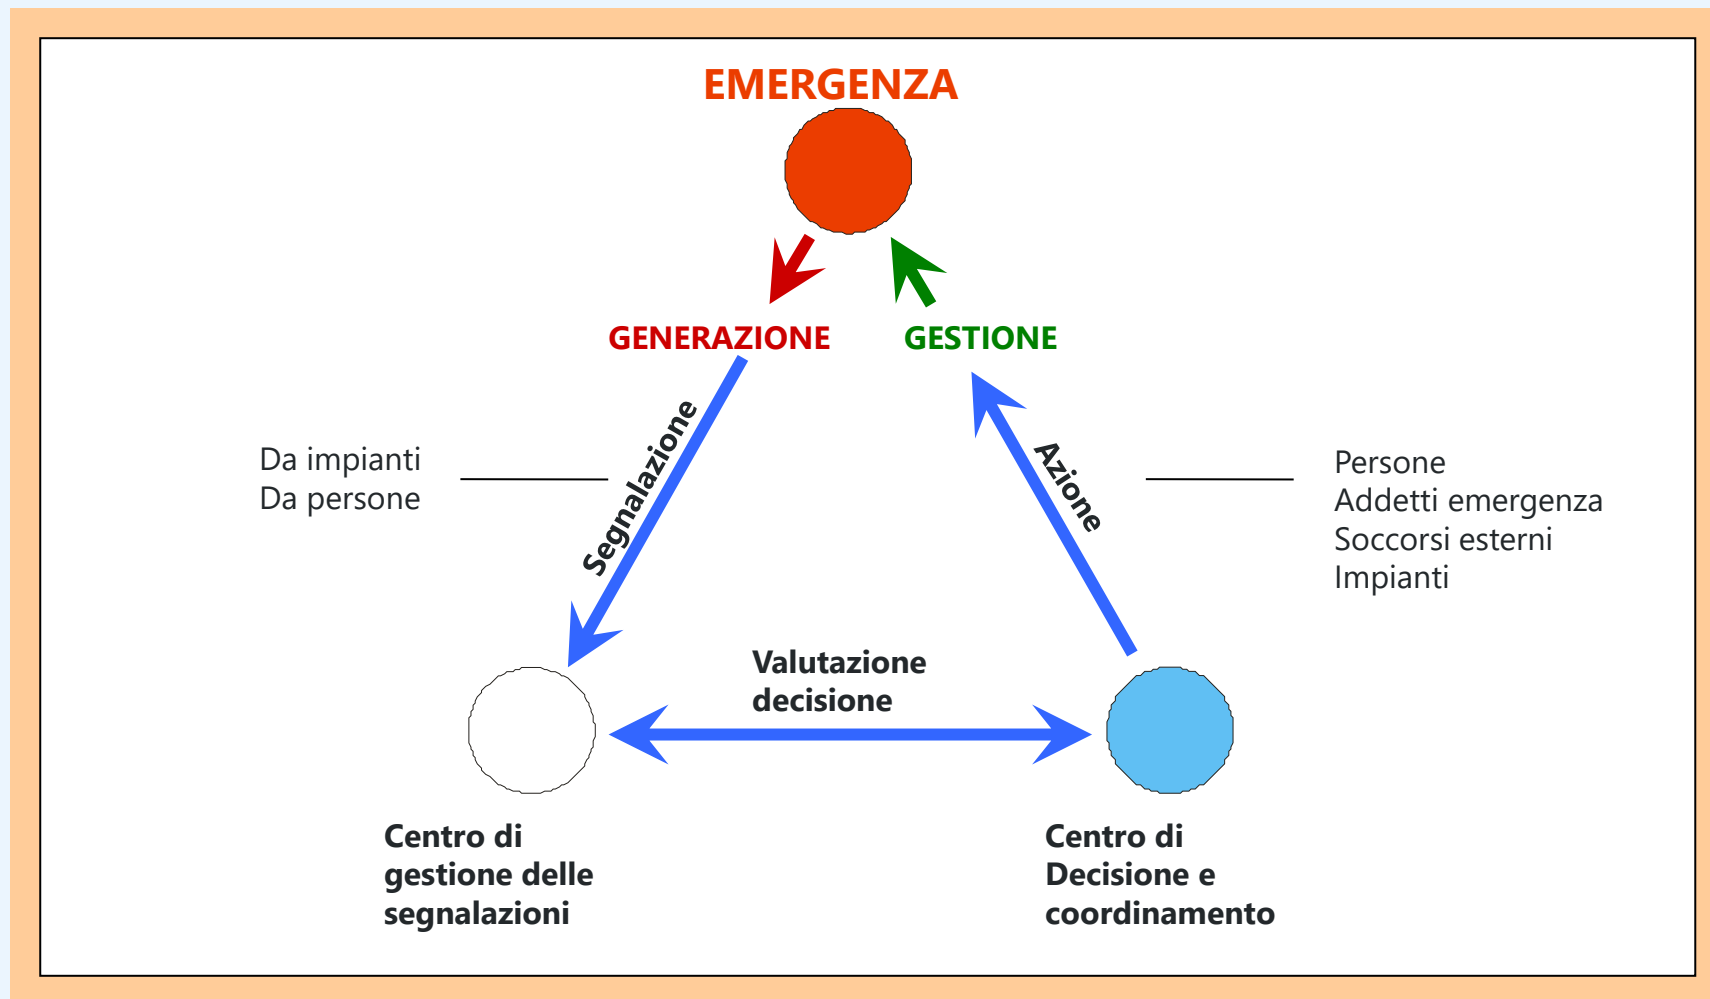 EMERGENZA
GENERAZIONE
GESTIONE
Segnalazione
Azione
Da impianti
Da persone
Persone
Addetti emergenza
Soccorsi esterni
Impianti
Valutazione
decisione
Centro di
gestione delle
segnalazioni
Centro di
Decisione e
coordinamento